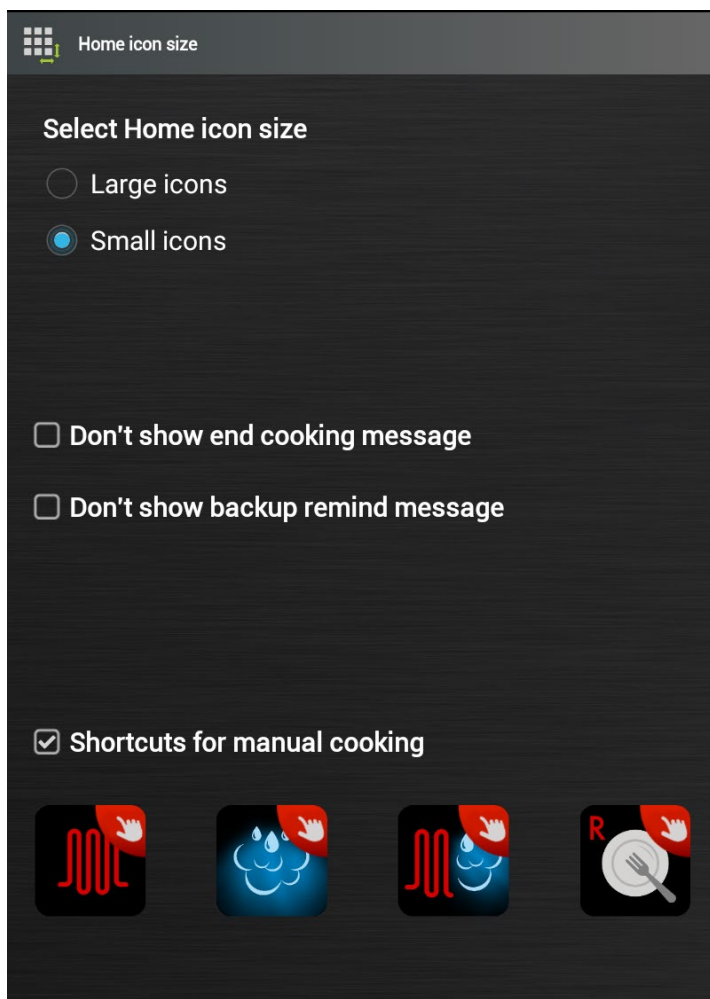 Home icon size
Select Home icon size
Large icons
Small icons
Don't show end cooking message
Don't show backup remind message
Shortcuts for manual cooking
R